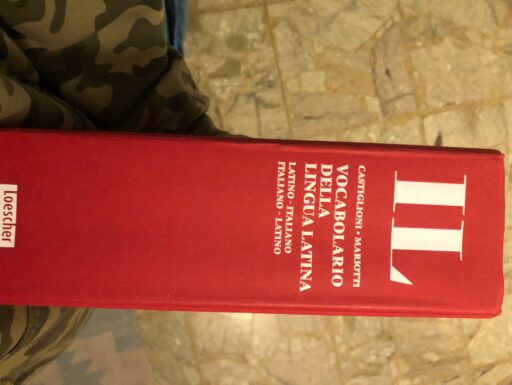 IL
CASTIGLIONI • MARIOTTI
VOCABOLARIO
DELLA
LINGUA LATINA
LATINO - ITALIANO
ITALIANO - LATINO
Loescher